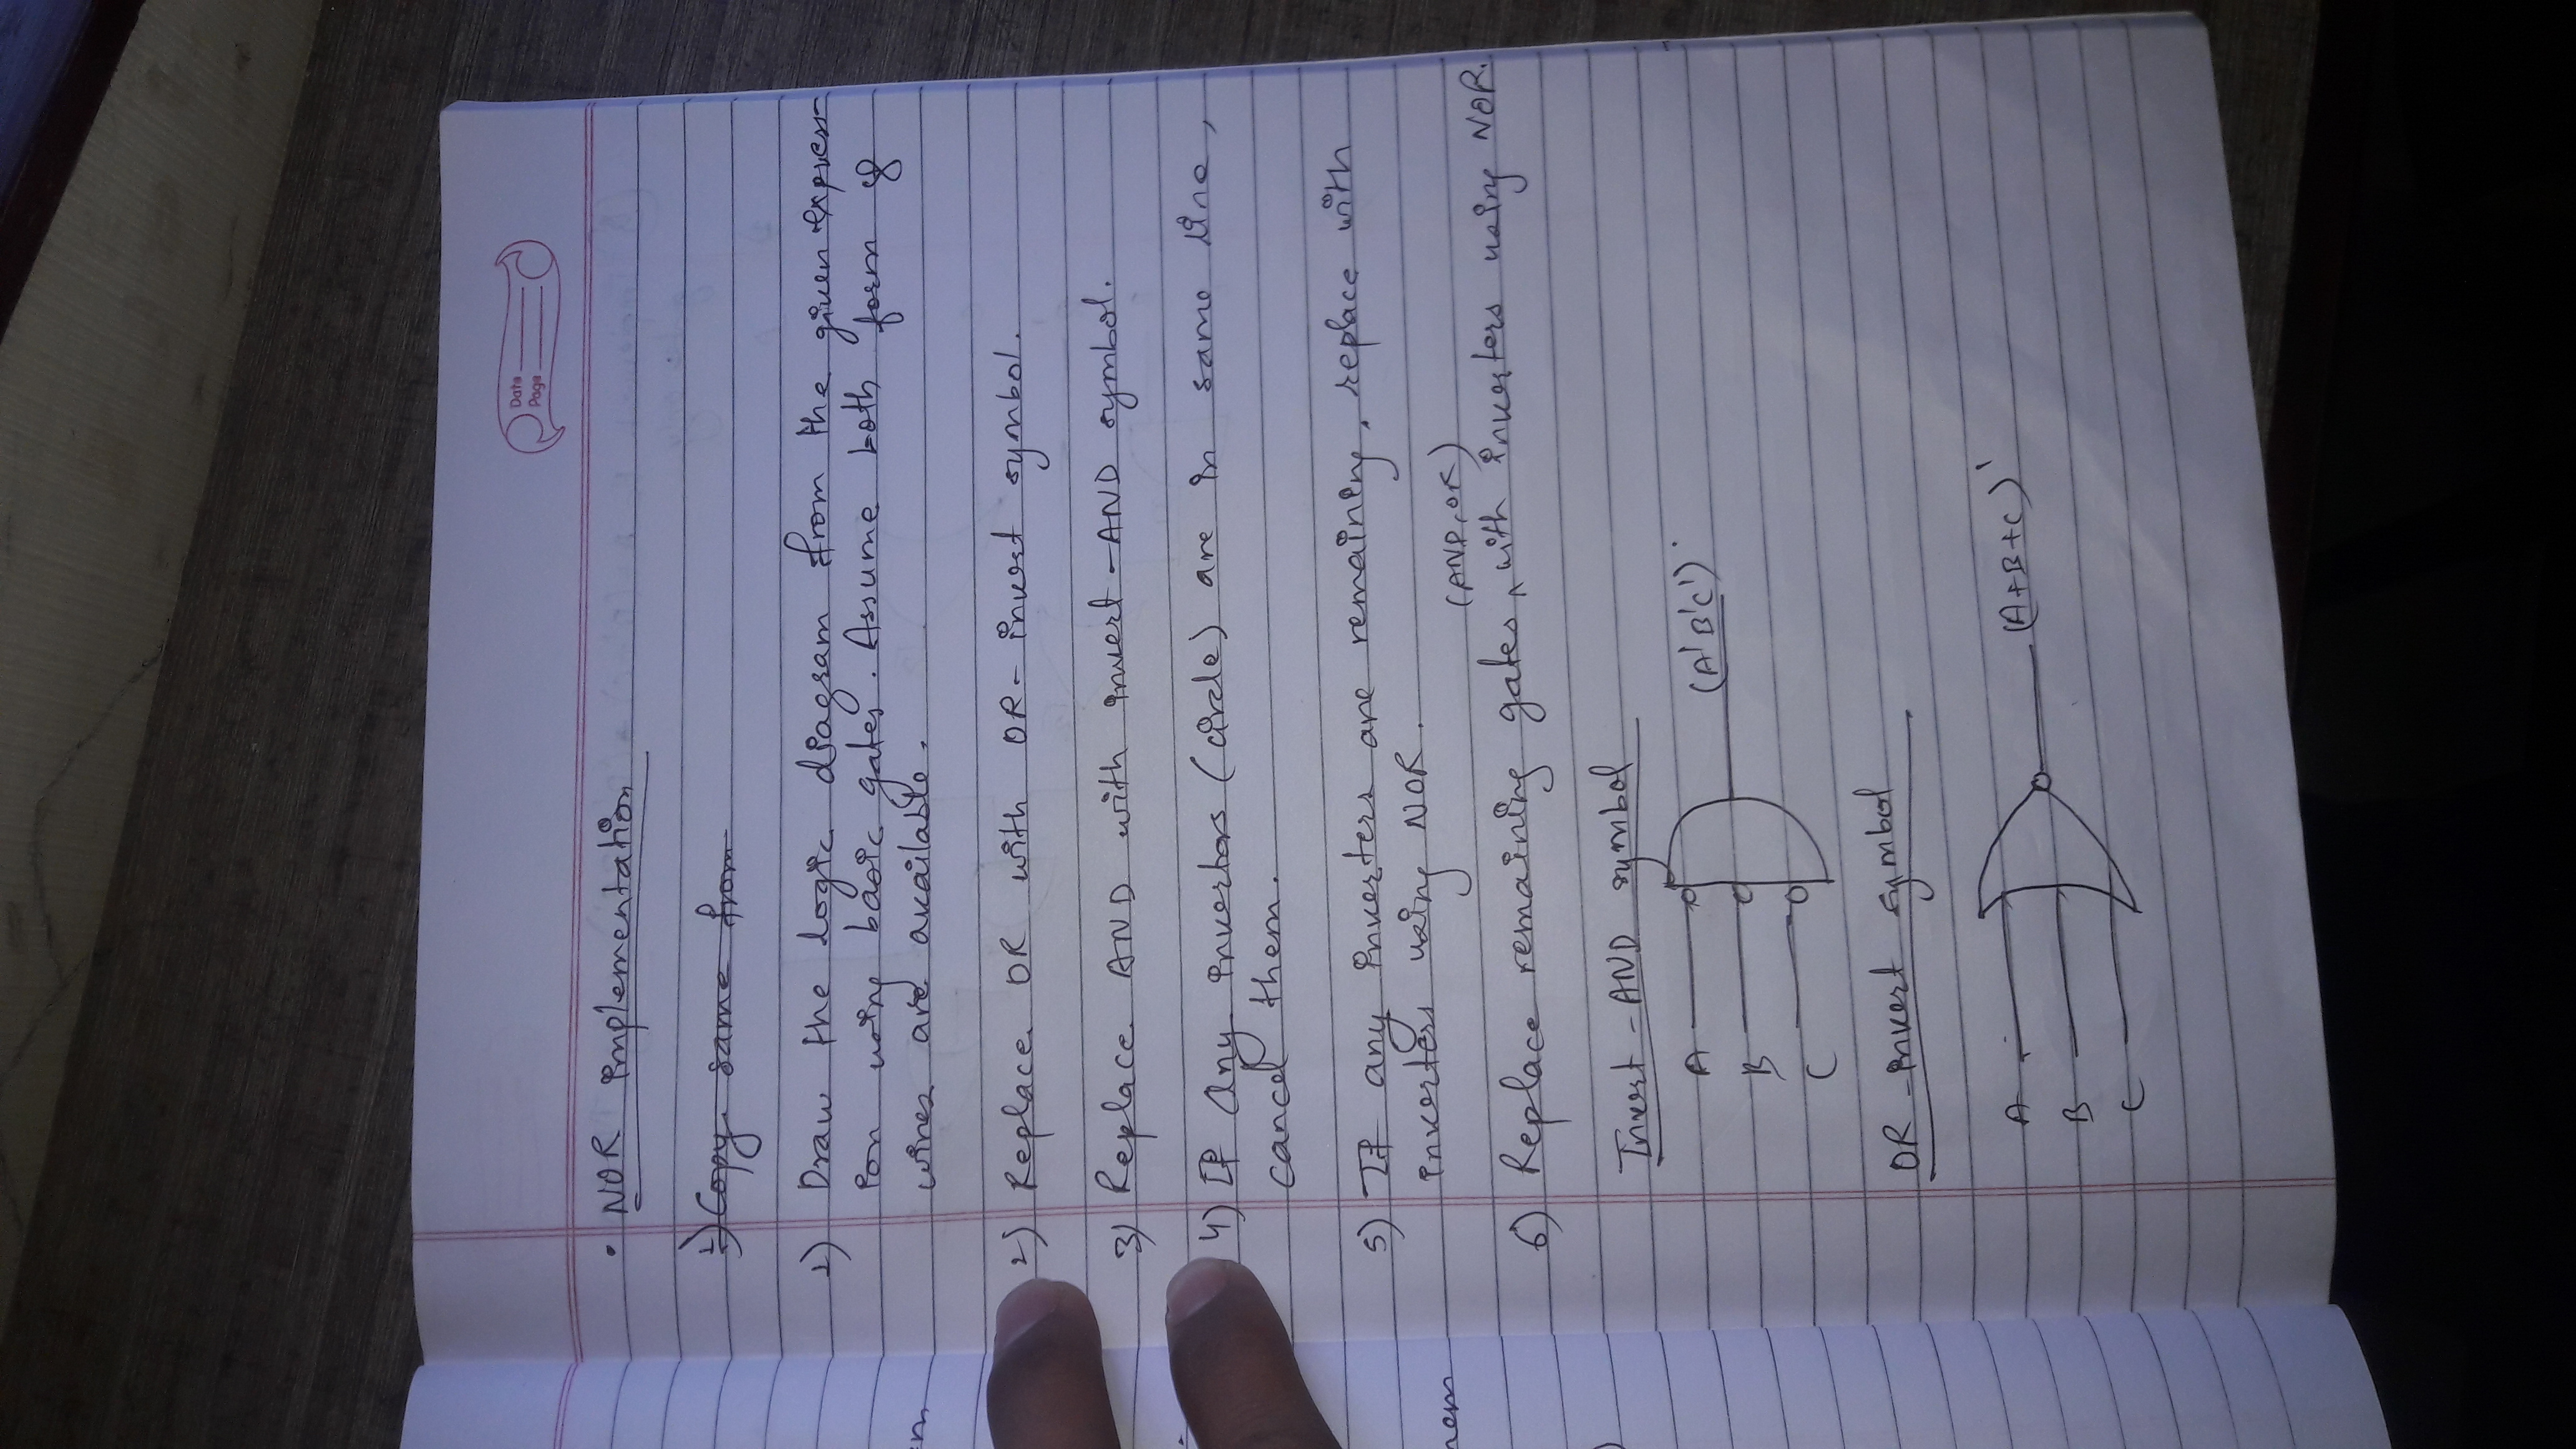 Date
Page
• NOR Implementation
1) Copy same from
1) Draw the logic diagram from the given express-
ion using basic gates. Assume both form of
wires are available.
2) Replace OR with OR-invert symbol.
3) Replace AND with invert-AND symbol.
4) If any invertors (circle) are in same line,
cancel them.
5) If any inverters are remaining, replace with
inverters using NOR.
(AND, OR)
6) Replace remaining gates ^ with inverters using NOR.
Invert-AND symbol
A
B
C
(A'B'C')
OR-Invert symbol
A
B
C
(A+B+C)'